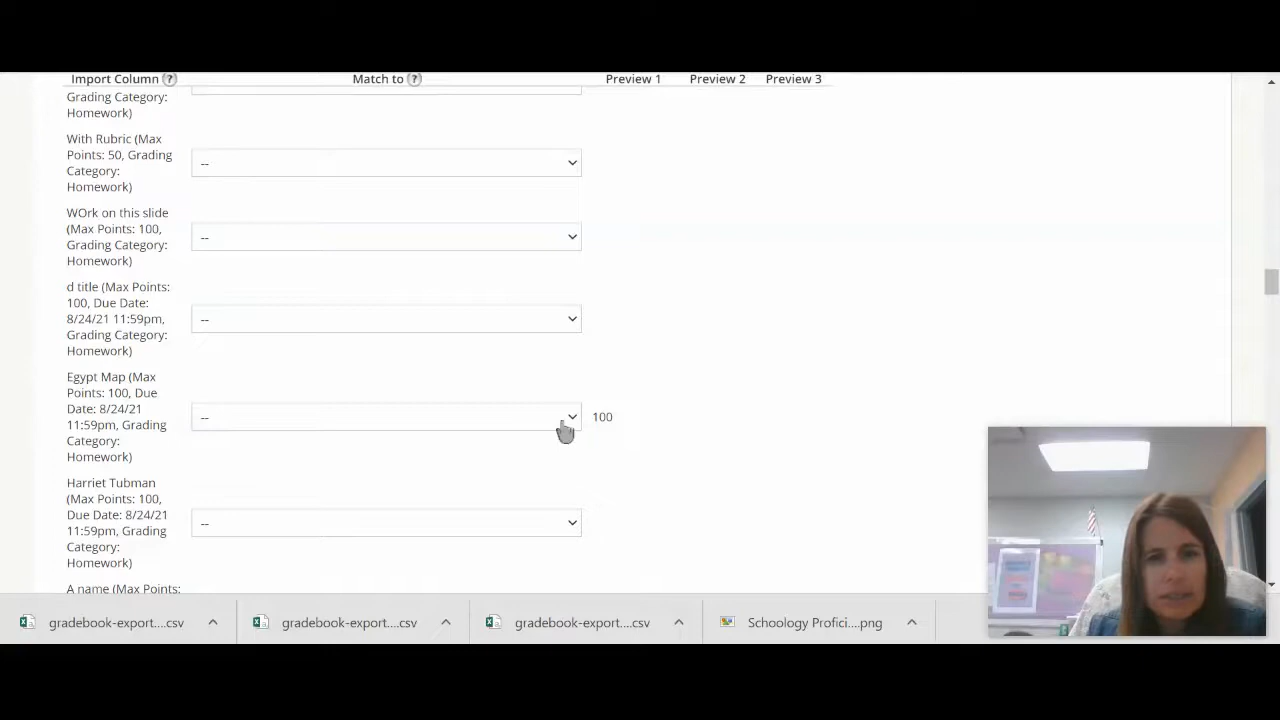 Import Column ?
Match to ?
Preview 1
Preview 2
Preview 3
Grading Category:
Homework)
With Rubric (Max
Points: 50, Grading
Category:
Homework)
--
WOrk on this slide
(Max Points: 100,
Grading Category:
Homework)
--
d title (Max Points:
100, Due Date:
8/24/21 11:59pm,
Grading Category:
Homework)
--
Egypt Map (Max
Points: 100, Due
Date: 8/24/21
11:59pm, Grading
Category:
Homework)
--
100
Harriet Tubman
(Max Points: 100,
Due Date: 8/24/21
11:59pm, Grading
Category:
Homework)
--
A name (Max Points:
gradebook-export....csv
gradebook-export....csv
gradebook-export....csv
Schoology Profici....png